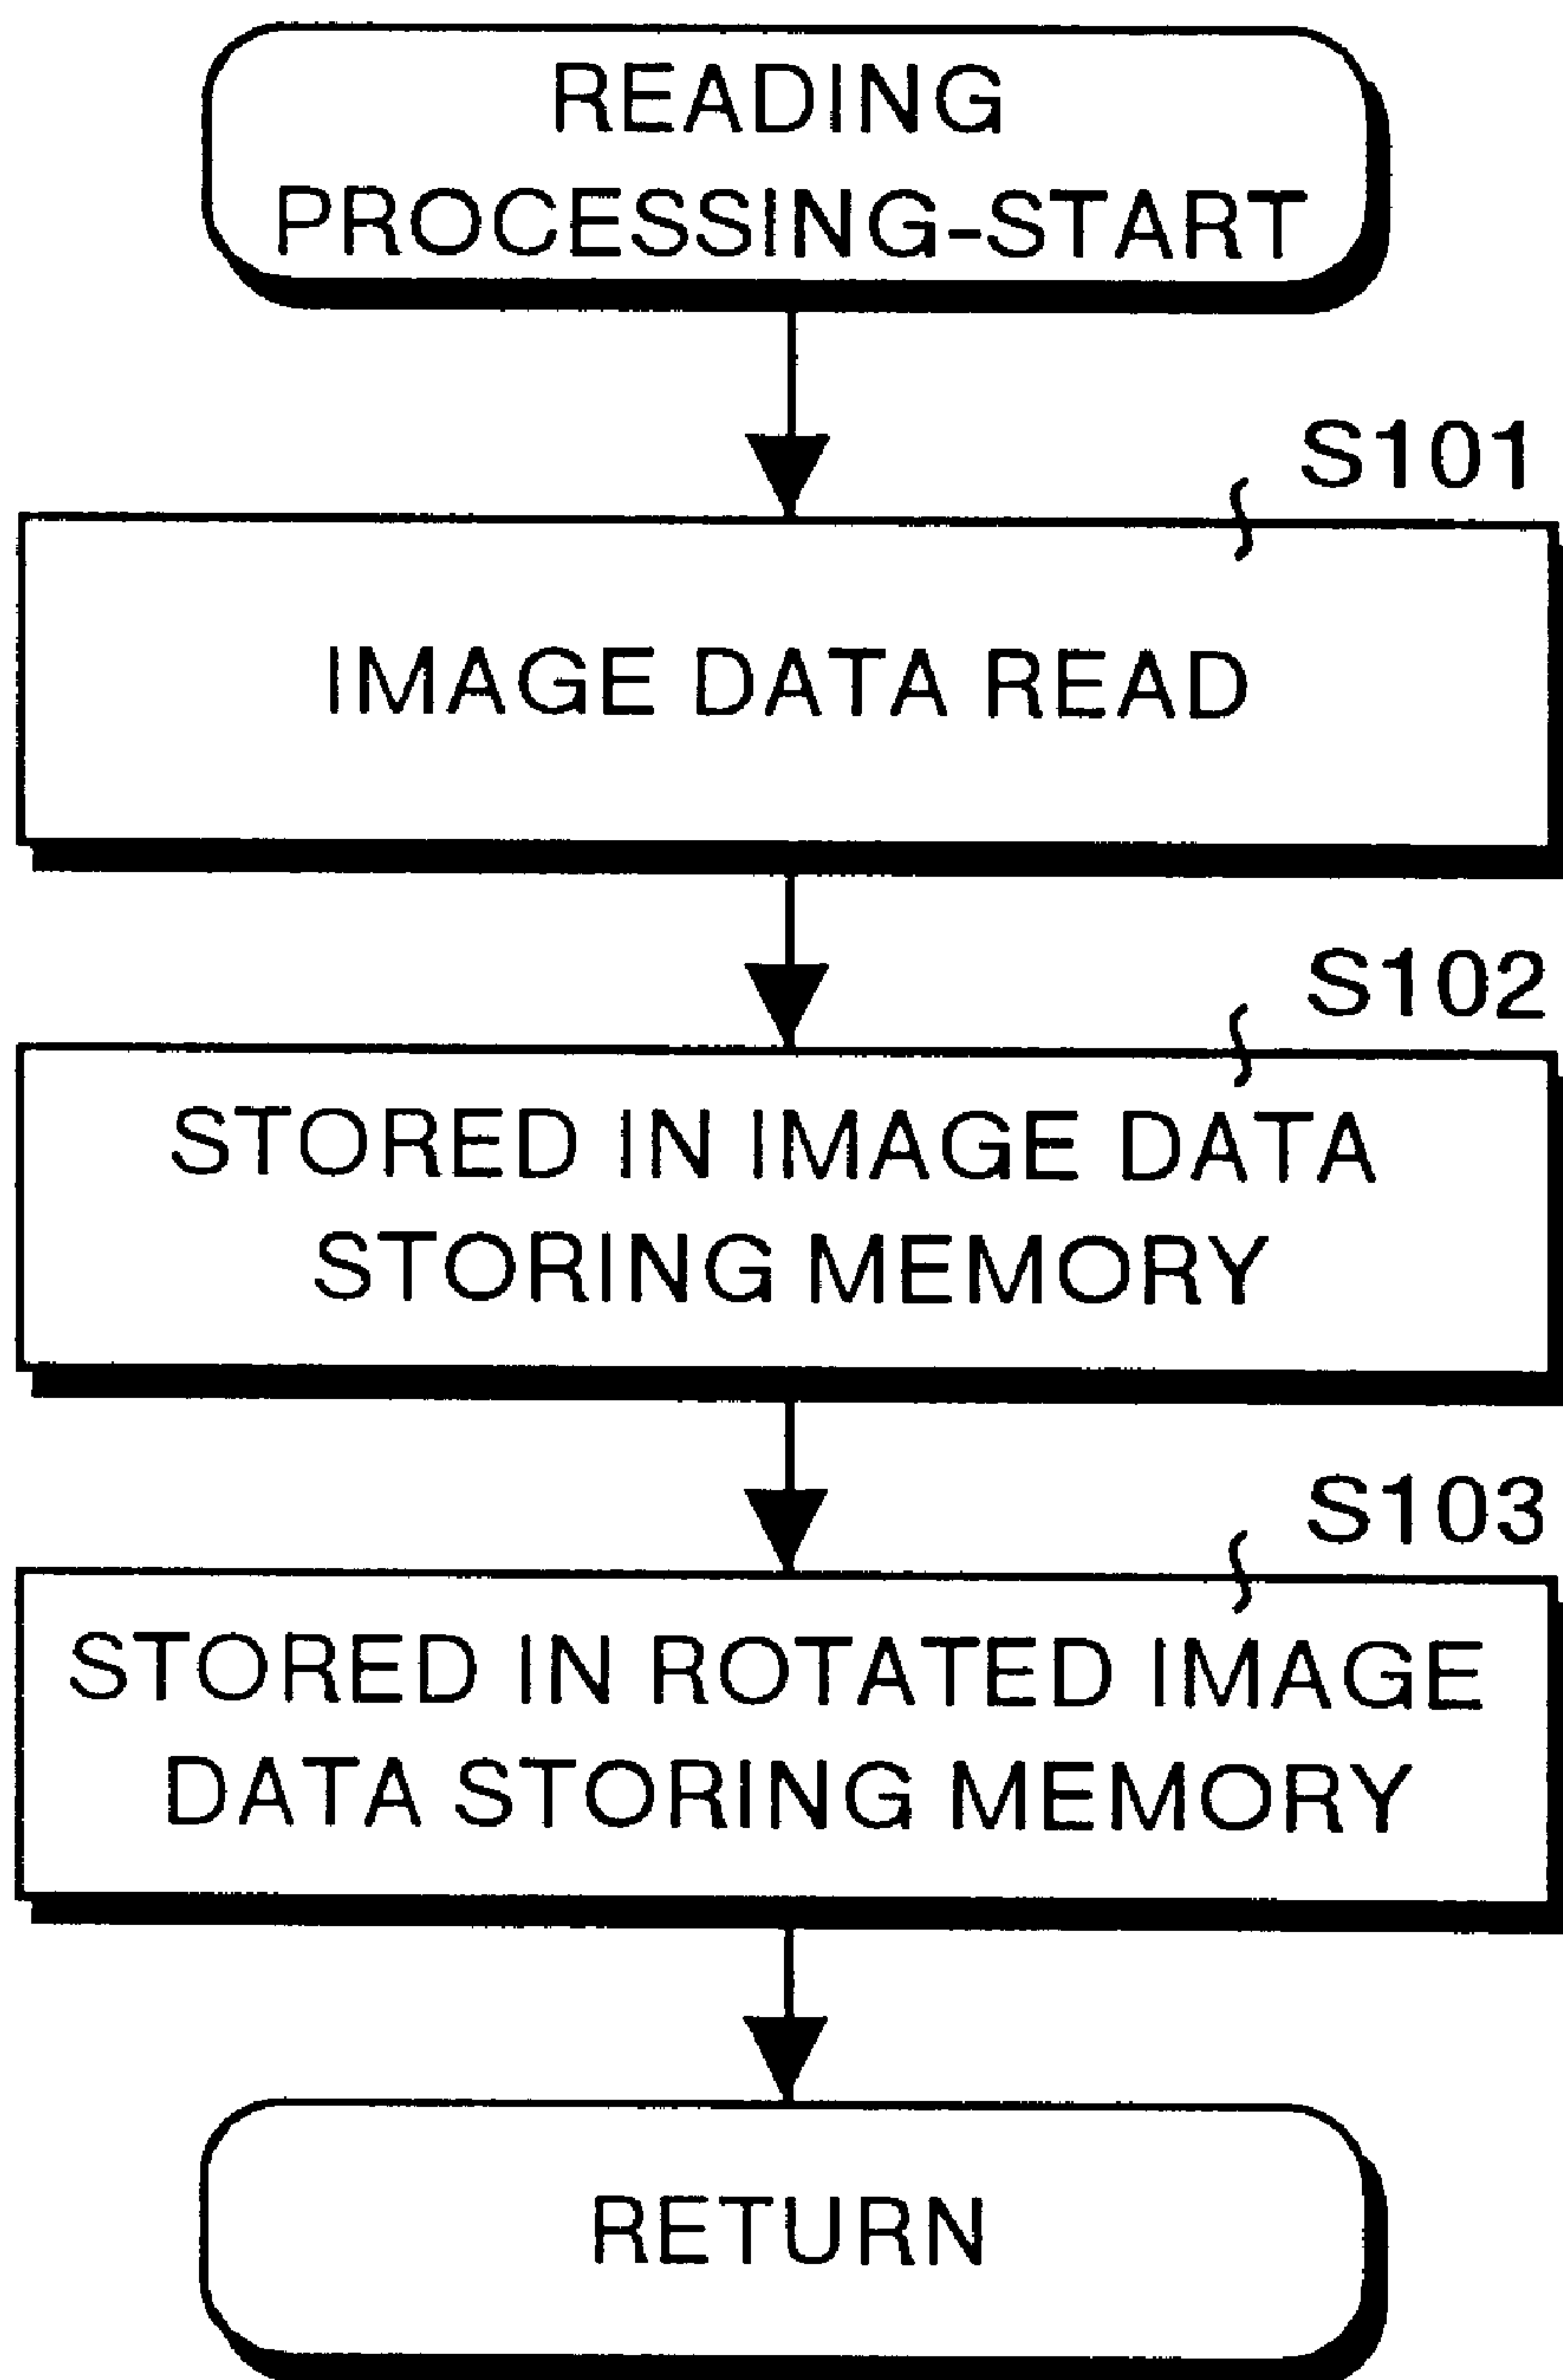 READING
PROCESSING-START
S101
IMAGE DATA READ
S102
STORED IN IMAGE DATA
STORING MEMORY
S103
STORED IN ROTATED IMAGE
DATA STORING MEMORY
RETURN